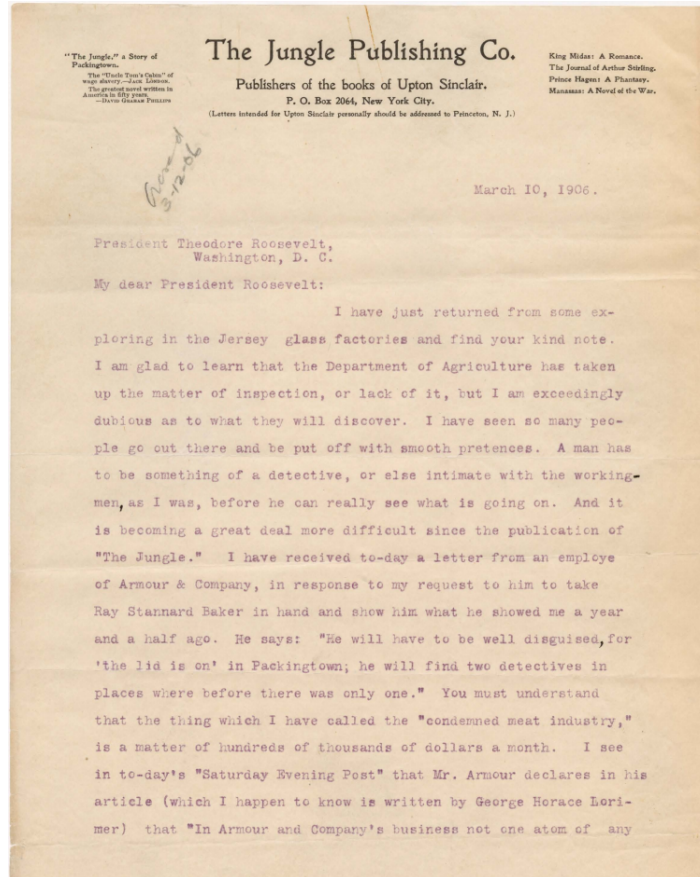 "The Jungle," a Story of
Packingtown.
The "Uncle Tom's Cabin" of
wage slavery.—Jack London.
The greatest novel written in
America in fifty years.
—David Graham Phillips
The Jungle Publishing Co.
Publishers of the books of Upton Sinclair.
P. O. Box 2064, New York City.
(Letters intended for Upton Sinclair personally should be addressed to Princeton, N. J.)
King Midas: A Romance.
The Journal of Arthur Stirling.
Prince Hagen: A Phantasy.
Manassas: A Novel of the War.
3-12-06
March 10, 1906.
President Theodore Roosevelt,
Washington, D. C.
My dear President Roosevelt:
I have just returned from some ex-
ploring in the Jersey glass factories and find your kind note.
I am glad to learn that the Department of Agriculture has taken
up the matter of inspection, or lack of it, but I am exceedingly
dubious as to what they will discover. I have seen so many peo-
ple go out there and be put off with smooth pretences. A man has
to be something of a detective, or else intimate with the working-
men, as I was, before he can really see what is going on. And it
is becoming a great deal more difficult since the publication of
"The Jungle." I have received to-day a letter from an employe
of Armour & Company, in response to my request to him to take
Ray Stannard Baker in hand and show him what he showed me a year
and a half ago. He says: "He will have to be well disguised, for
'the lid is on' in Packingtown; he will find two detectives in
places where before there was only one." You must understand
that the thing which I have called the "condemned meat industry,"
is a matter of hundreds of thousands of dollars a month. I see
in to-day's "Saturday Evening Post" that Mr. Armour declares in his
article (which I happen to know is written by George Horace Lori-
mer) that "In Armour and Company's business not one atom of any